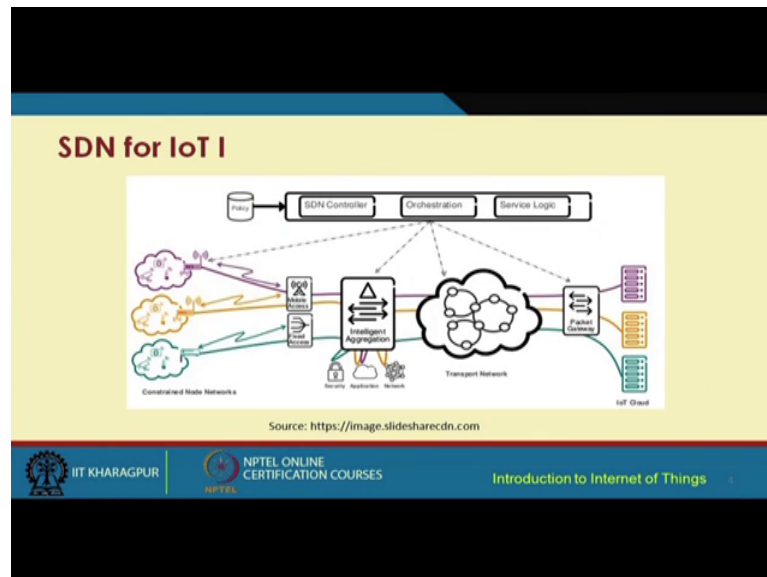 SDN for IoT I
Policy
SDN Controller
Orchestration
Service Logic
Mobile
Access
Fixed
Access
Intelligent
Aggregation
Packet
Gateway
Security
Application
Network
Transport Network
Constrained Node Networks
IoT Cloud
Source: https://image.slidesharecdn.com
IIT KHARAGPUR
NPTEL
NPTEL ONLINE
CERTIFICATION COURSES
Introduction to Internet of Things
4